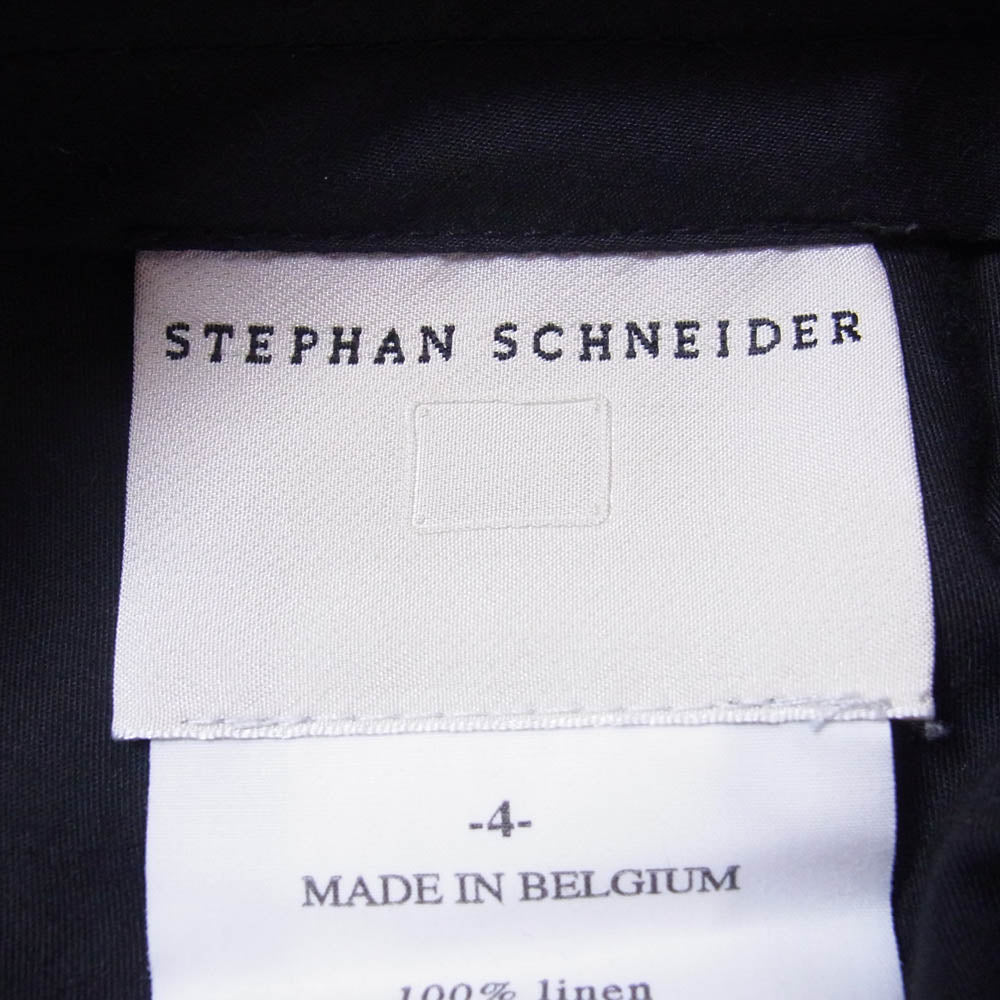 STEPHAN SCHNEIDER
-4-
MADE IN BELGIUM
100% linen